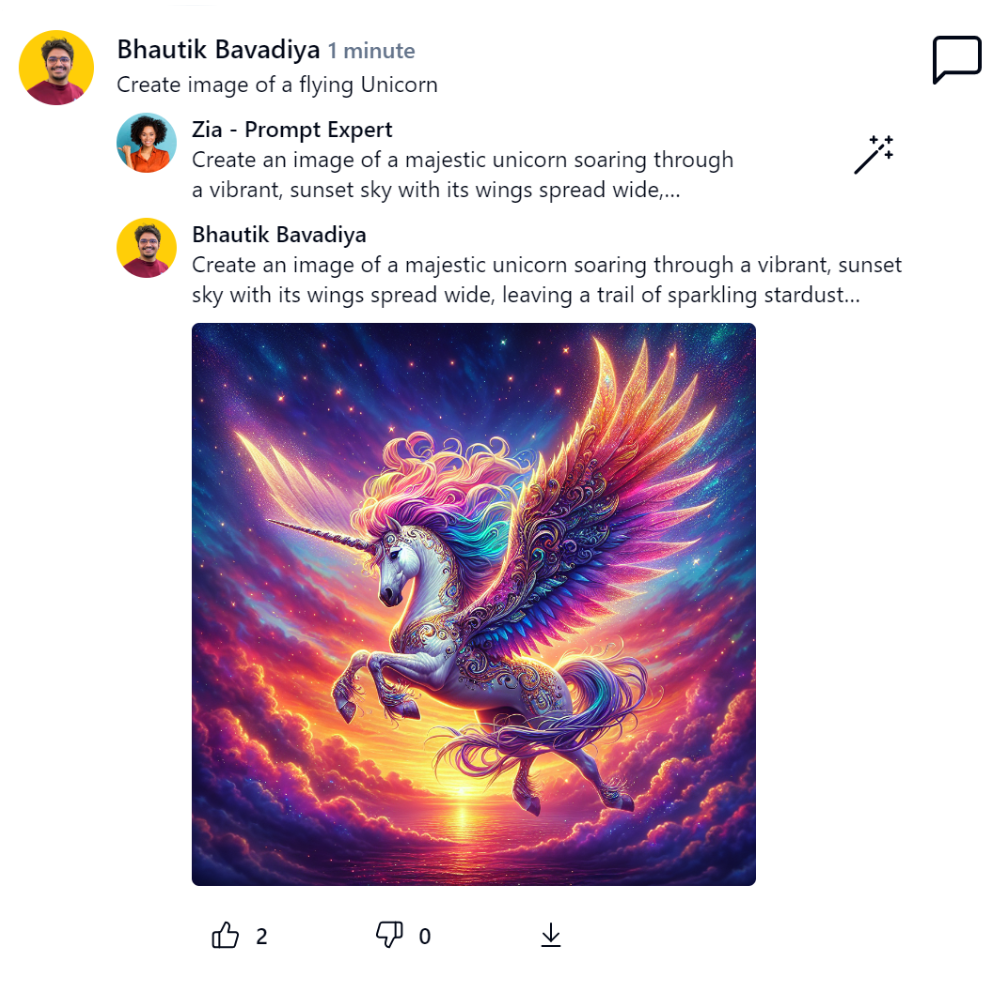 Bhautik Bavadiya 1 minute
Create image of a flying Unicorn
Zia - Prompt Expert
Create an image of a majestic unicorn soaring through
a vibrant, sunset sky with its wings spread wide,...
Bhautik Bavadiya
Create an image of a majestic unicorn soaring through a vibrant, sunset
sky with its wings spread wide, leaving a trail of sparkling stardust...
2
0